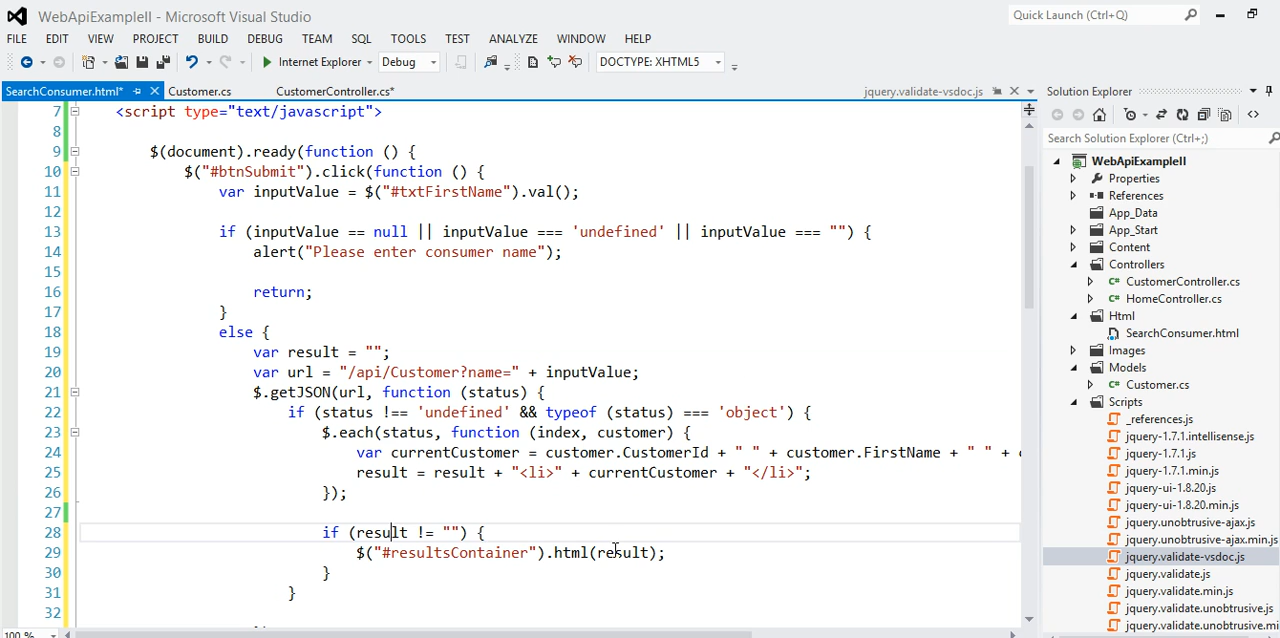 WebApiExampleII - Microsoft Visual Studio
Quick Launch (Ctrl+Q)
FILE EDIT VIEW PROJECT BUILD DEBUG TEAM SQL TOOLS TEST ANALYZE WINDOW HELP
Internet Explorer Debug DOCTYPE: XHTML5
SearchConsumer.html* Customer.cs CustomerController.cs* jquery.validate-vsdoc.js
7 <script type="text/javascript">
8
9 $(document).ready(function () {
10 $("#btnSubmit").click(function () {
11 var inputValue = $("#txtFirstName").val();
12
13 if (inputValue == null || inputValue === 'undefined' || inputValue === "") {
14 alert("Please enter consumer name");
15
16 return;
17 }
18 else {
19 var result = "";
20 var url = "/api/Customer?name=" + inputValue;
21 $.getJSON(url, function (status) {
22 if (status !== 'undefined' && typeof (status) === 'object') {
23 $.each(status, function (index, customer) {
24 var currentCustomer = customer.CustomerId + " " + customer.FirstName + " " +
25 result = result + "<li>" + currentCustomer + "</li>";
26 });
27
28 if (result != "") {
29 $("#resultsContainer").html(result);
30 }
31 }
32
100 %
Solution Explorer
Search Solution Explorer (Ctrl+;)
WebApiExampleII
Properties
References
App_Data
App_Start
Content
Controllers
CustomerController.cs
HomeController.cs
Html
SearchConsumer.html
Images
Models
Customer.cs
Scripts
_references.js
jquery-1.7.1.intellisense.js
jquery-1.7.1.js
jquery-1.7.1.min.js
jquery-ui-1.8.20.js
jquery-ui-1.8.20.min.js
jquery.unobtrusive-ajax.js
jquery.unobtrusive-ajax.min.js
jquery.validate-vsdoc.js
jquery.validate.js
jquery.validate.min.js
jquery.validate.unobtrusive.js
jquery.validate.unobtrusive.mi